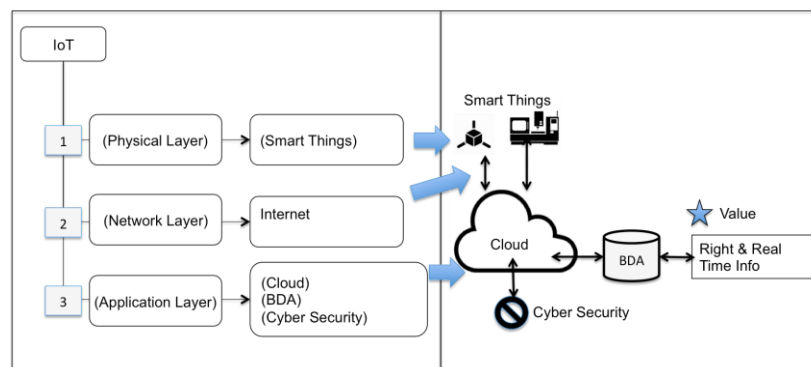 IoT
1
(Physical Layer)
(Smart Things)
2
(Network Layer)
Internet
3
(Application Layer)
(Cloud)
(BDA)
(Cyber Security)
Smart Things
Cloud
BDA
Value
Right & Real
Time Info
Cyber Security